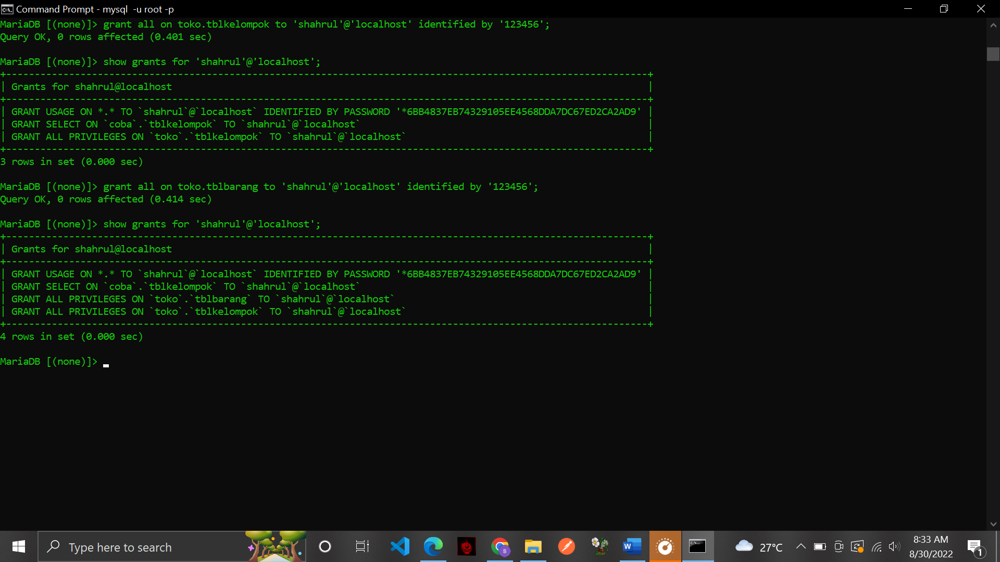 Command Prompt - mysql  -u root -p
MariaDB [(none)]> grant all on toko.tblkelompok to 'shahrul'@'localhost' identified by '123456';
Query OK, 0 rows affected (0.401 sec)
MariaDB [(none)]> show grants for 'shahrul'@'localhost';
+----------------------------------------------------------------------------------------------------------------+
| Grants for shahrul@localhost                                                                                   |
+----------------------------------------------------------------------------------------------------------------+
| GRANT USAGE ON *.* TO `shahrul`@`localhost` IDENTIFIED BY PASSWORD '*6BB4837EB74329105EE4568DDA7DC67ED2CA2AD9' |
| GRANT SELECT ON `coba`.`tblkelompok` TO `shahrul`@`localhost`                                                  |
| GRANT ALL PRIVILEGES ON `toko`.`tblkelompok` TO `shahrul`@`localhost`                                          |
+----------------------------------------------------------------------------------------------------------------+
3 rows in set (0.000 sec)
MariaDB [(none)]> grant all on toko.tblbarang to 'shahrul'@'localhost' identified by '123456';
Query OK, 0 rows affected (0.414 sec)
MariaDB [(none)]> show grants for 'shahrul'@'localhost';
+----------------------------------------------------------------------------------------------------------------+
| Grants for shahrul@localhost                                                                                   |
+----------------------------------------------------------------------------------------------------------------+
| GRANT USAGE ON *.* TO `shahrul`@`localhost` IDENTIFIED BY PASSWORD '*6BB4837EB74329105EE4568DDA7DC67ED2CA2AD9' |
| GRANT SELECT ON `coba`.`tblkelompok` TO `shahrul`@`localhost`                                                  |
| GRANT ALL PRIVILEGES ON `toko`.`tblbarang` TO `shahrul`@`localhost`                                            |
| GRANT ALL PRIVILEGES ON `toko`.`tblkelompok` TO `shahrul`@`localhost`                                          |
+----------------------------------------------------------------------------------------------------------------+
4 rows in set (0.000 sec)
MariaDB [(none)]>
Type here to search
27°C
8:33 AM
8/30/2022
1